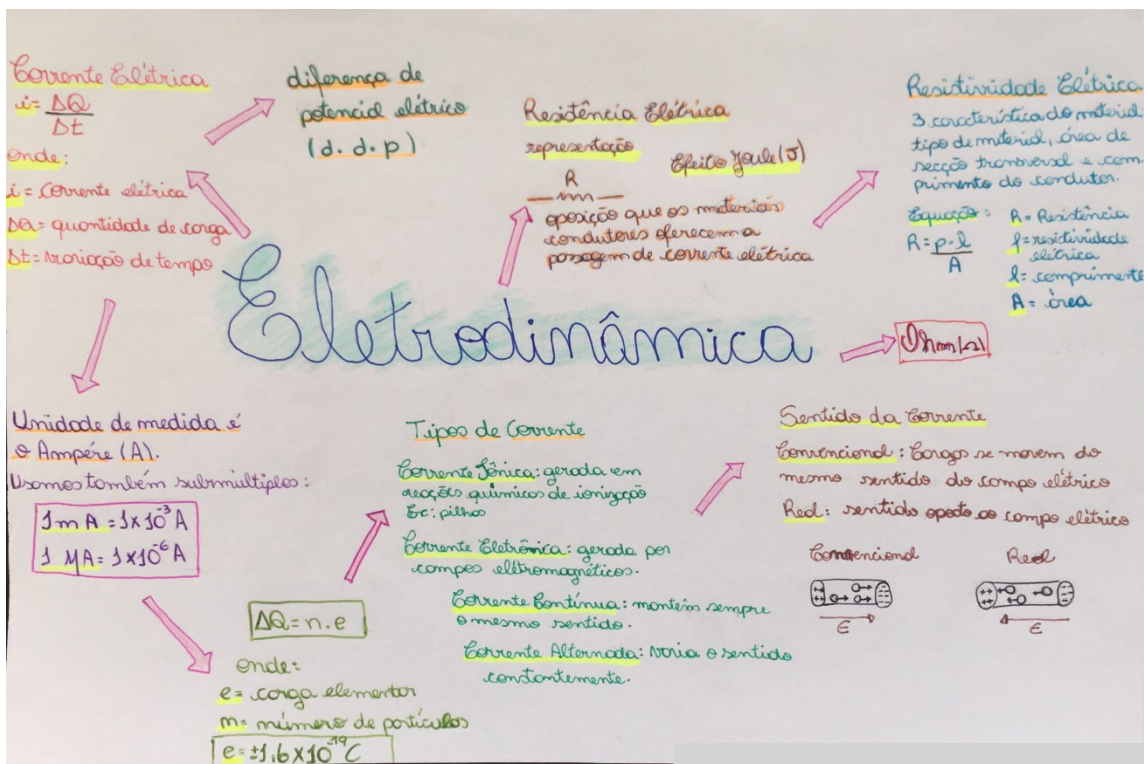 Corrente Elétrica
i = ΔQ
Δt
onde:
i = corrente elétrica
ΔQ = quantidade de carga
Δt = variação de tempo
diferença de
potencial elétrico
(d.d.p)
Resistência Elétrica
representação
Efeito Joule (J)
R
oposição que os materiais
condutores oferecem a
passagem de corrente elétrica
Resistividade Elétrica
3 característica do material
tipo de material, área de
secção transversal e com
primento do condutor.
Equação:
R = ρ.l
A
R = Resistência
ρ = resistividade
elétrica
l = comprimento
A = área
Eletrodinâmica
Ohm (Ω)
Unidade de medida é
o Ampére (A).
Usamos também submúltiplos:
1 m A = 1x10⁻³ A
1 μA = 1x10⁻⁶ A
ΔQ = n.e
onde:
e = carga elementar
n = número de partículas
e = ±1,6 x 10⁻¹⁹ C
Tipos de Corrente
Corrente Iônica: gerada em
reações químicas de ionização
Ex: pilhas
Corrente Eletrônica: gerada por
campos elétromagnéticos.
Corrente Contínua: mantém sempre
o mesmo sentido.
Corrente Alternada: varia o sentido
constantemente.
Sentido da Corrente
Convencional: Cargas se movem do
mesmo sentido do campo elétrico
Real: sentido oposto ao campo elétrico
Convencional
++ --
E
Real
++ --
E